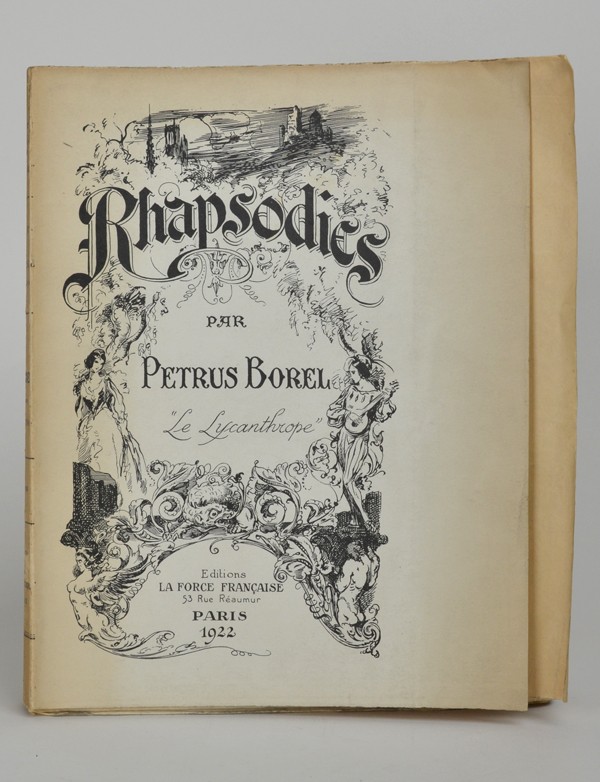 Rhapsodies
PAR
PETRUS BOREL
"Le Lycanthrope"
Editions
LA FORCE FRANÇAISE
53 Rue Réaumur
PARIS
1922